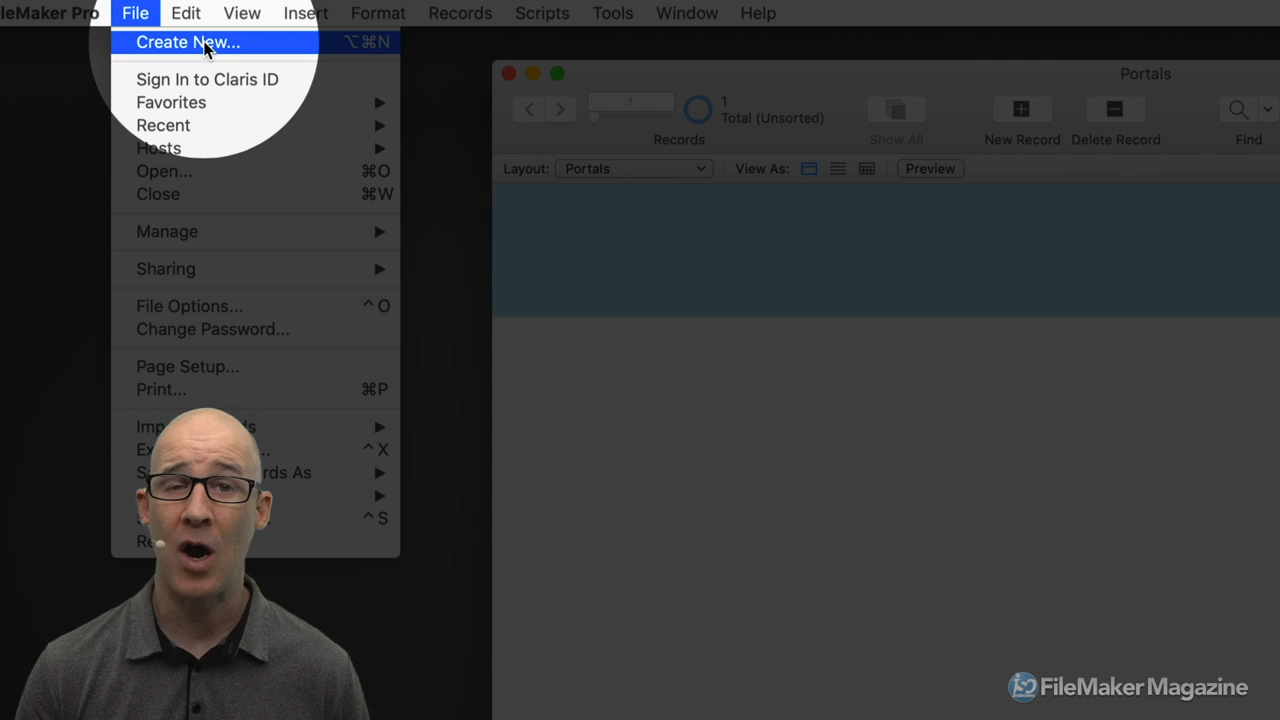 leMaker Pro File Edit View Insert Format Records Scripts Tools Window Help
Create New... ⌥⌘N
Sign In to Claris ID
Favorites
Recent
Hosts
Open... ⌘O
Close ⌘W
Manage
Sharing
File Options... ^O
Change Password...
Page Setup...
Print... ⌘P
^X
rds As
^S
Portals
1
1
Total (Unsorted)
Records
Show All
New Record
Delete Record
Find
Layout: Portals View As: Preview
FileMaker Magazine